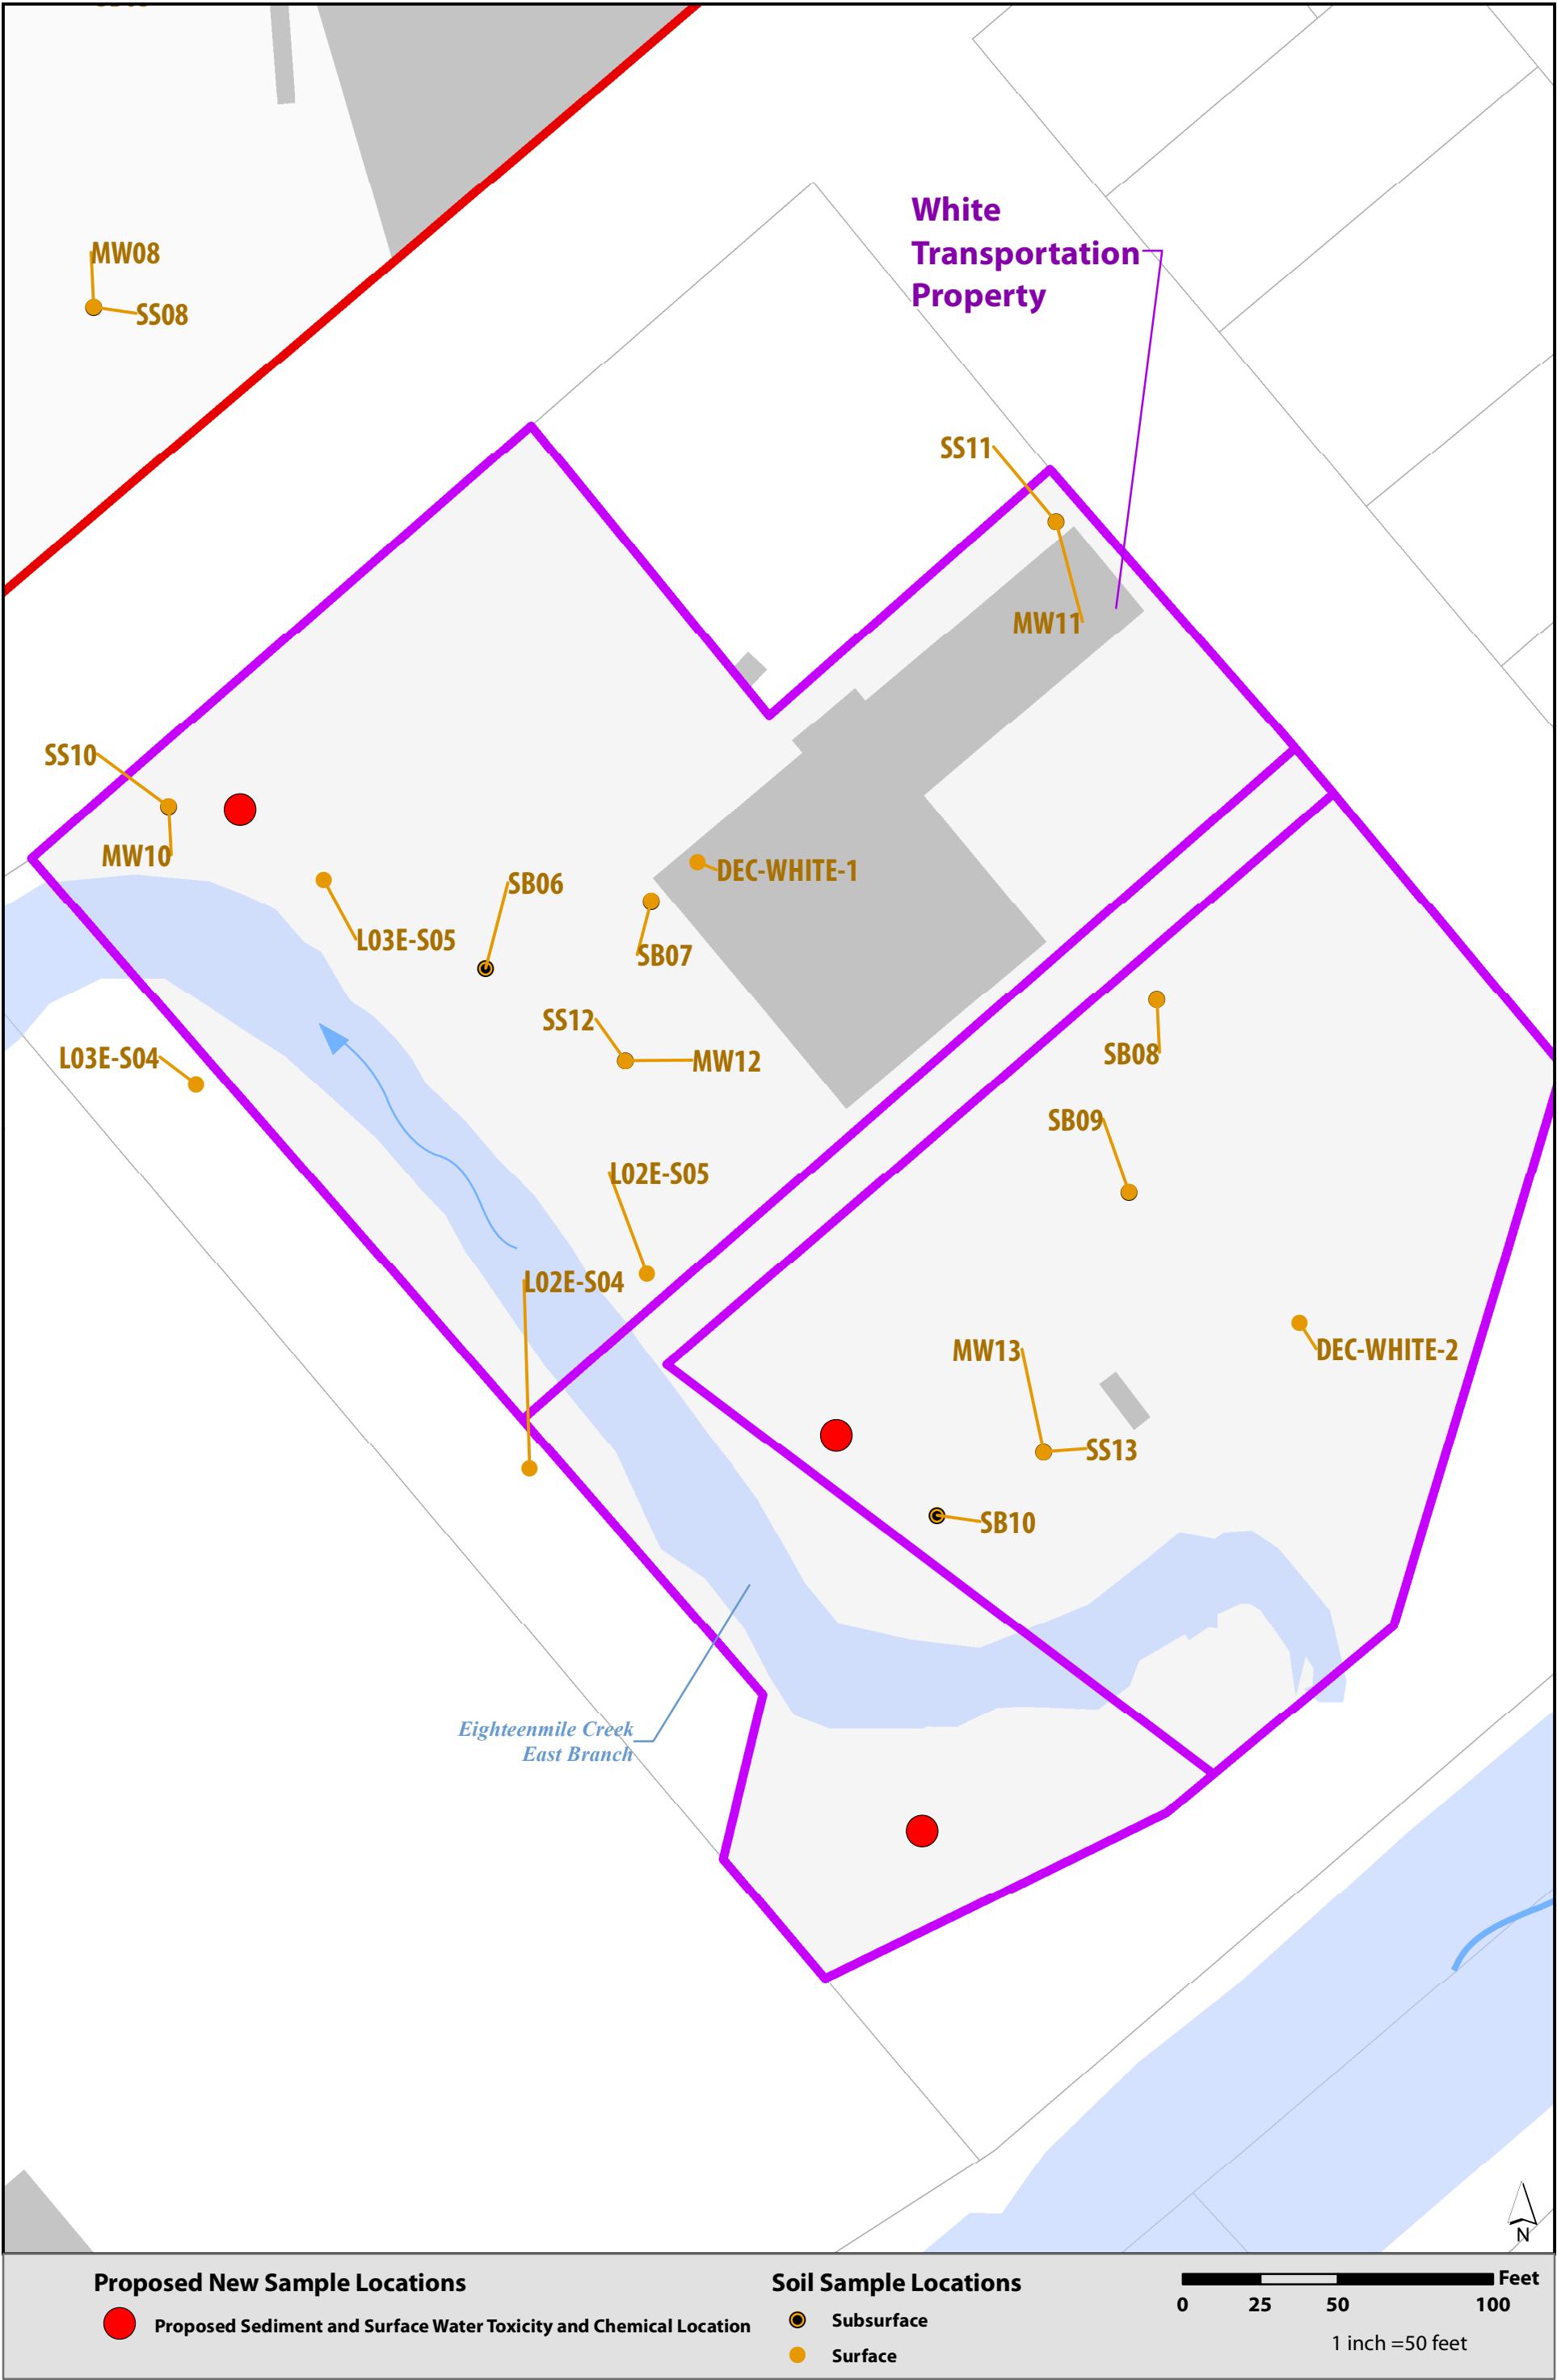 White
Transportation
Property
MW08
SS08
SS11
MW11
SS10
MW10
L03E-S05
SB06
DEC-WHITE-1
SB07
SS12
MW12
L03E-S04
SB08
SB09
L02E-S05
L02E-S04
MW13
DEC-WHITE-2
SS13
SB10
Eighteenmile Creek
East Branch
N
Proposed New Sample Locations
Proposed Sediment and Surface Water Toxicity and Chemical Location
Soil Sample Locations
Subsurface
Surface
Feet
0 25 50 100
1 inch =50 feet